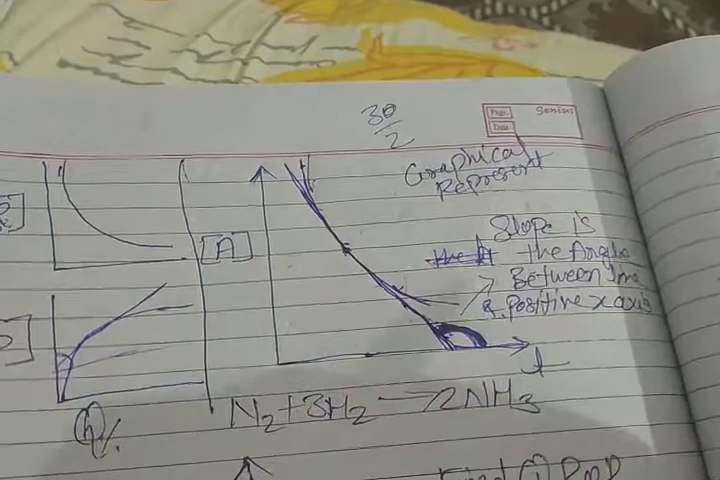 30
2
Page:
Date:
Graphical
Represent
[A]
Slope is
the Angle
Between line
& positive x axis
t
N2+3H2 → 2NH3